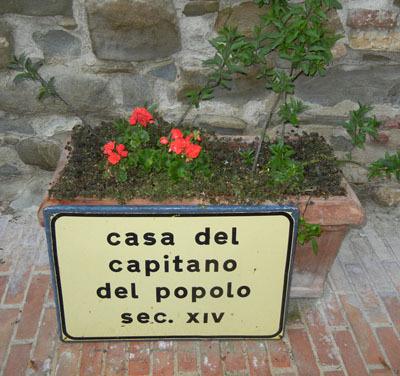 casa del
capitano
del popolo
sec. XIV